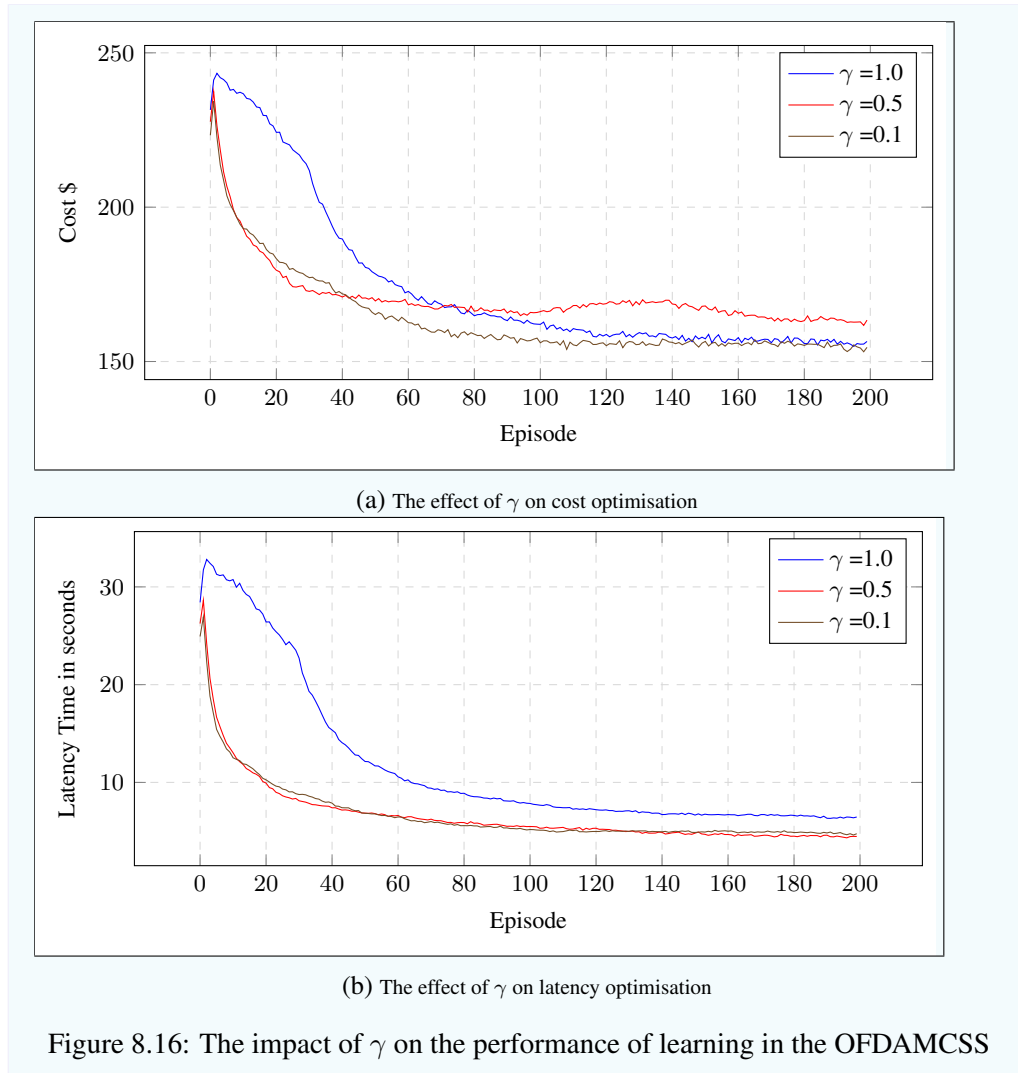 250
200
150
Cost $
γ =1.0
γ =0.5
γ =0.1
0 20 40 60 80 100 120 140 160 180 200
Episode
(a) The effect of γ on cost optimisation
30
20
10
Latency Time in seconds
γ =1.0
γ =0.5
γ =0.1
0 20 40 60 80 100 120 140 160 180 200
Episode
(b) The effect of γ on latency optimisation
Figure 8.16: The impact of γ on the performance of learning in the OFDAMCSS